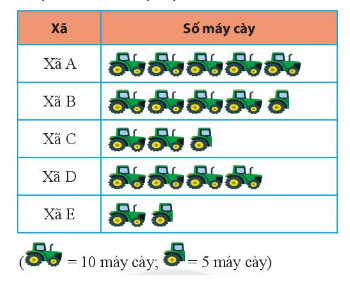 Xã Số máy cày
Xã A
Xã B
Xã C
Xã D
Xã E
( = 10 máy cày; = 5 máy cày)